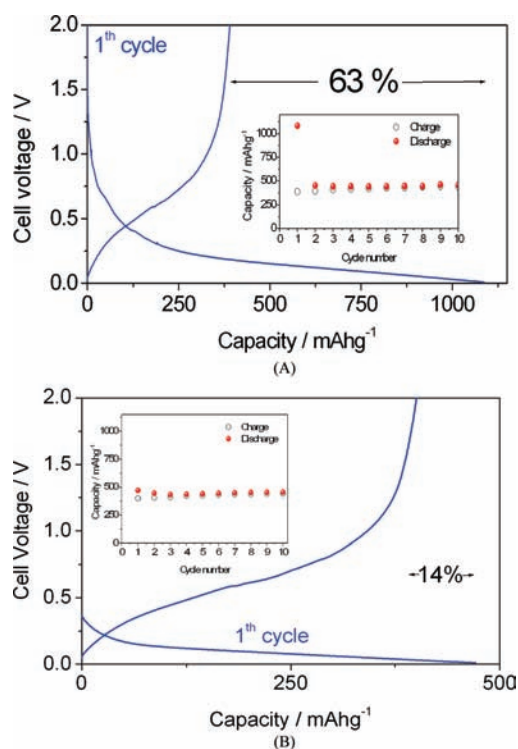 (A)
2.0
1.5
1.0
0.5
0.0
Cell voltage / V
1th cycle
63 %
1000
750
500
250
0
Capacity / mAhg-1
Charge
Discharge
0 1 2 3 4 5 6 7 8 9 10
Cycle number
0 250 500 750 1000
Capacity / mAhg-1
(A)
2.0
1.5
1.0
0.5
0.0
Cell Voltage / V
1000
750
500
250
0
Capacity / mAhg-1
Charge
Discharge
0 1 2 3 4 5 6 7 8 9 10
Cycle number
14%
1th cycle
0 250 500
Capacity / mAhg-1
(B)